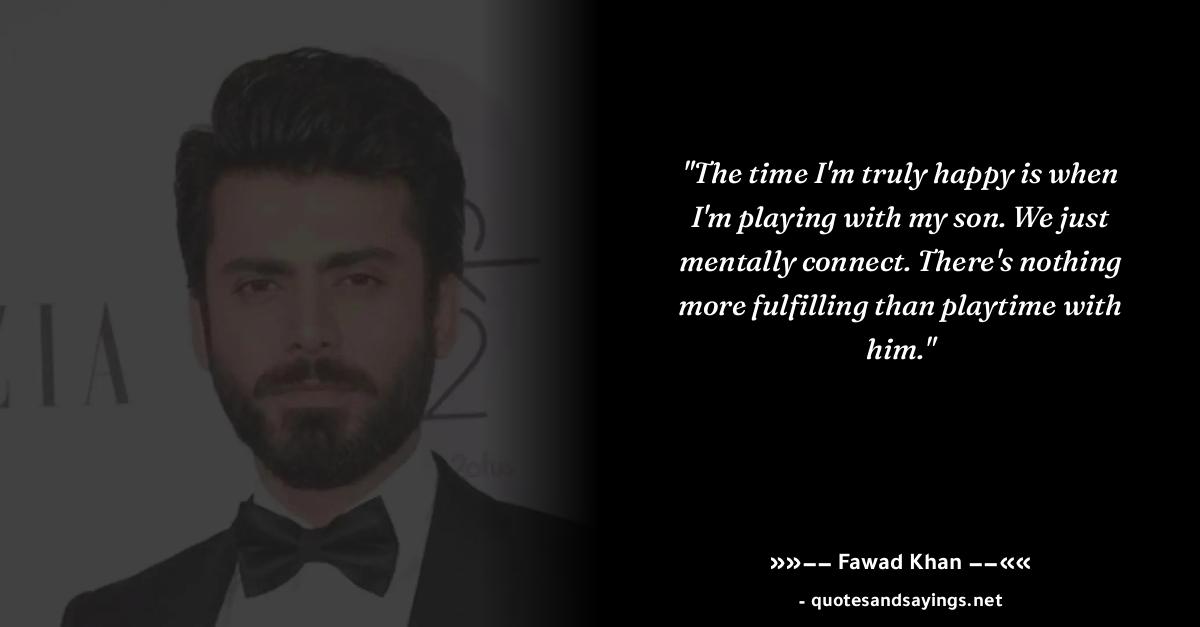 ZIA
"The time I'm truly happy is when
I'm playing with my son. We just
mentally connect. There's nothing
more fulfilling than playtime with
him."
»»−− Fawad Khan −−««
- quotesandsayings.net